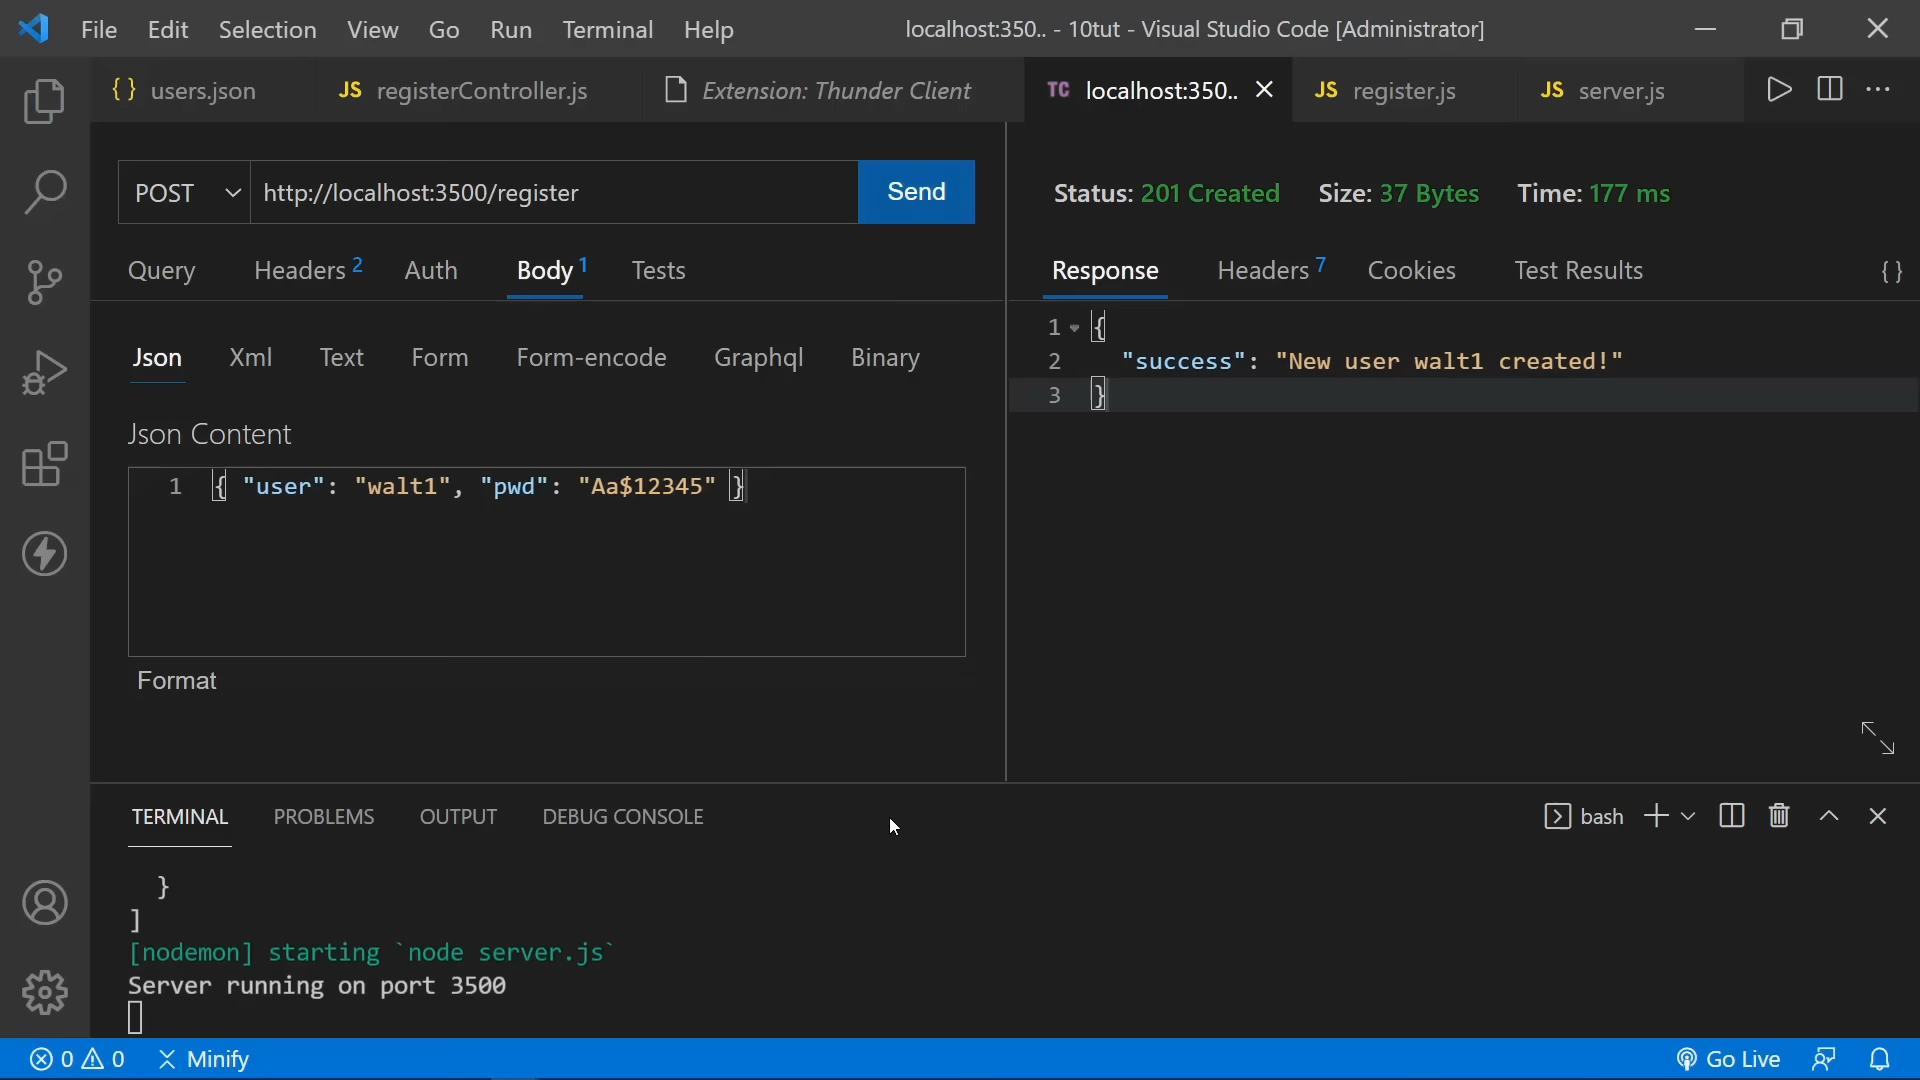 File Edit Selection View Go Run Terminal Help localhost:350.. - 10tut - Visual Studio Code [Administrator]
{ } users.json JS registerController.js Extension: Thunder Client TC localhost:350.. JS register.js JS server.js
POST http://localhost:3500/register Send
Status: 201 Created Size: 37 Bytes Time: 177 ms
Query Headers 2 Auth Body 1 Tests
Response Headers 7 Cookies Test Results { }
Json Xml Text Form Form-encode Graphql Binary
Json Content
1 { "user": "walt1", "pwd": "Aa$12345" }
Format
1 {
2 "success": "New user walt1 created!"
3 }
TERMINAL PROBLEMS OUTPUT DEBUG CONSOLE bash
}
]
[nodemon] starting `node server.js`
Server running on port 3500
0 0 Minify Go Live